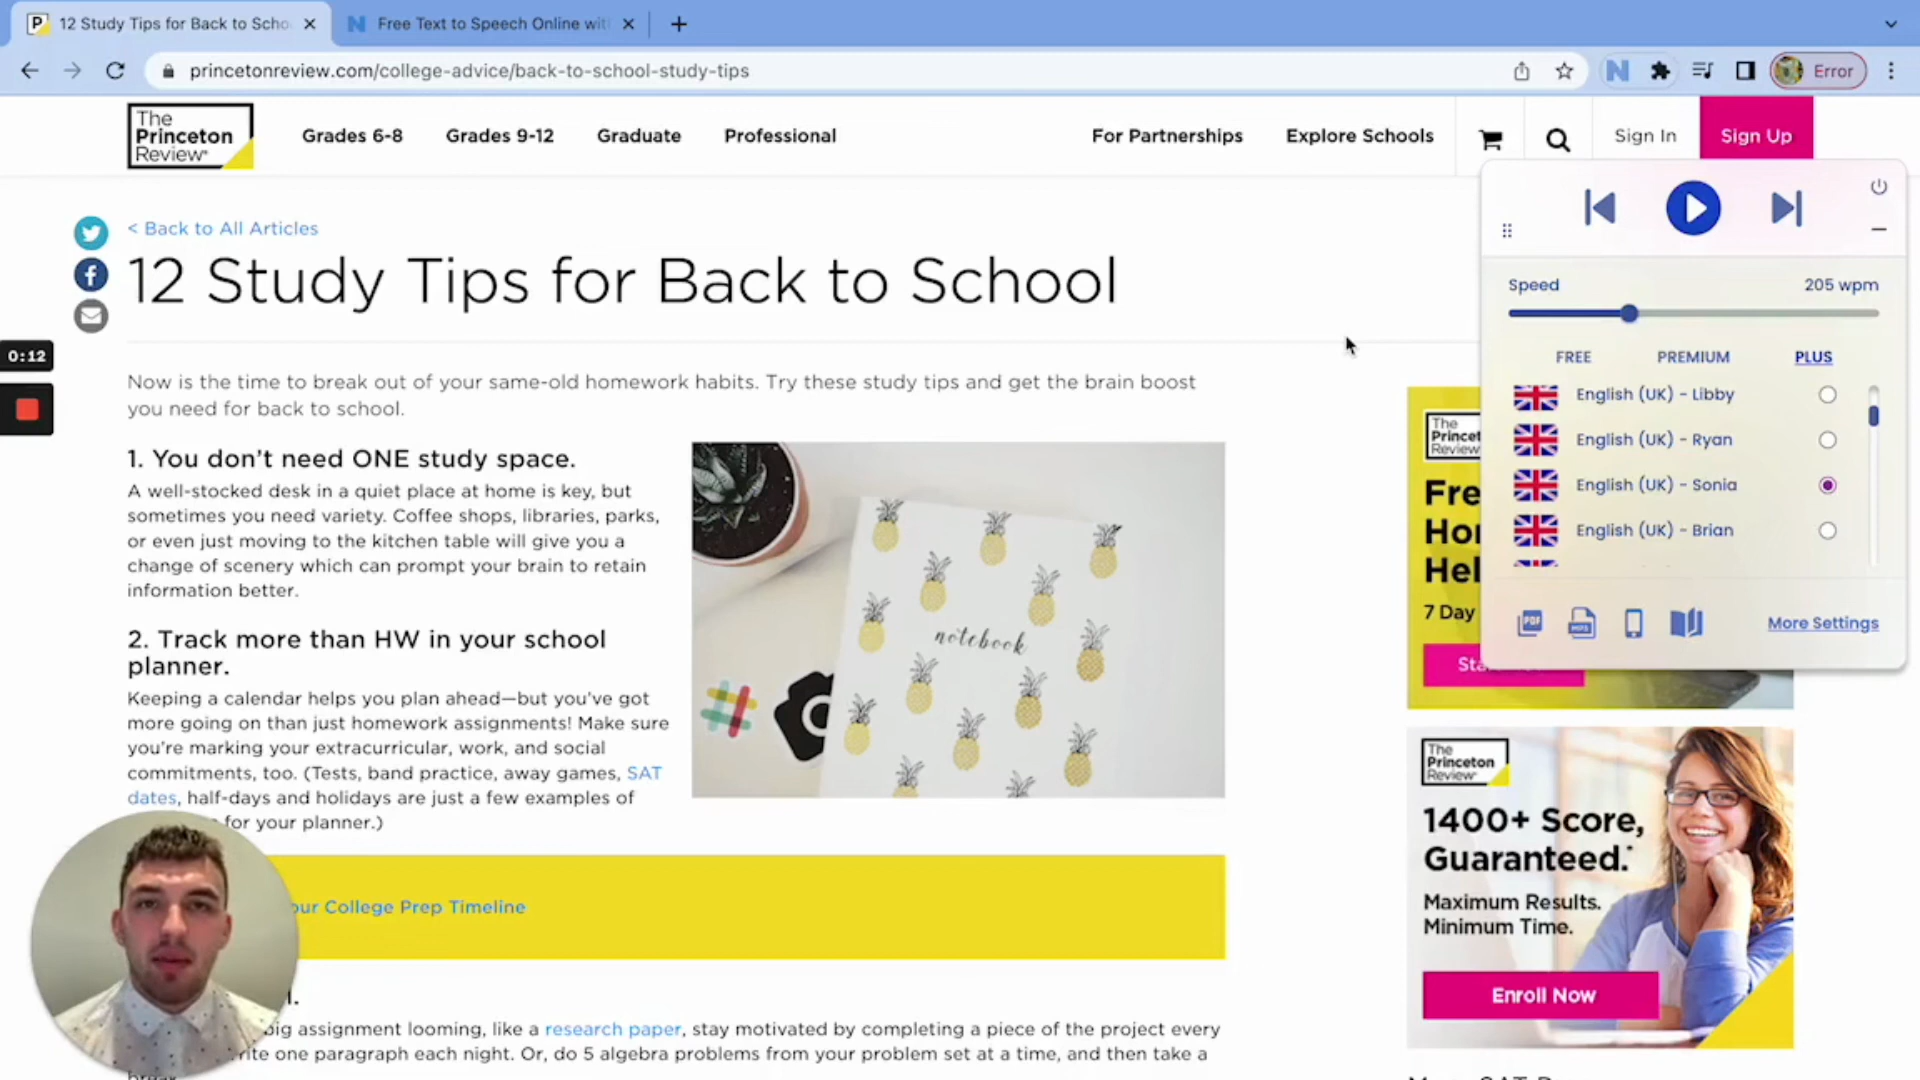 12 Study Tips for Back to Scho
Free Text to Speech Online wit
princetonreview.com/college-advice/back-to-school-study-tips
Error
The
Princeton
Review
Grades 6-8
Grades 9-12
Graduate
Professional
For Partnerships
Explore Schools
Sign In
Sign Up
< Back to All Articles
12 Study Tips for Back to School
0:12
Now is the time to break out of your same-old homework habits. Try these study tips and get the brain boost
you need for back to school.
1. You don’t need ONE study space.
A well-stocked desk in a quiet place at home is key, but
sometimes you need variety. Coffee shops, libraries, parks,
or even just moving to the kitchen table will give you a
change of scenery which can prompt your brain to retain
information better.
2. Track more than HW in your school
planner.
Keeping a calendar helps you plan ahead—but you’ve got
more going on than just homework assignments! Make sure
you’re marking your extracurricular, work, and social
commitments, too. (Tests, band practice, away games, SAT
dates, half-days and holidays are just a few examples of
for your planner.)
notebook
our College Prep Timeline
big assignment looming, like a research paper, stay motivated by completing a piece of the project every
rite one paragraph each night. Or, do 5 algebra problems from your problem set at a time, and then take a
Speed
205 wpm
FREE
PREMIUM
PLUS
English (UK) - Libby
English (UK) - Ryan
English (UK) - Sonia
English (UK) - Brian
PDF
MP3
More Settings
The
Princet
Review
Fre
Hor
Hel
7 Day
The
Princeton
Review
1400+ Score,
Guaranteed.*
Maximum Results.
Minimum Time.
Enroll Now